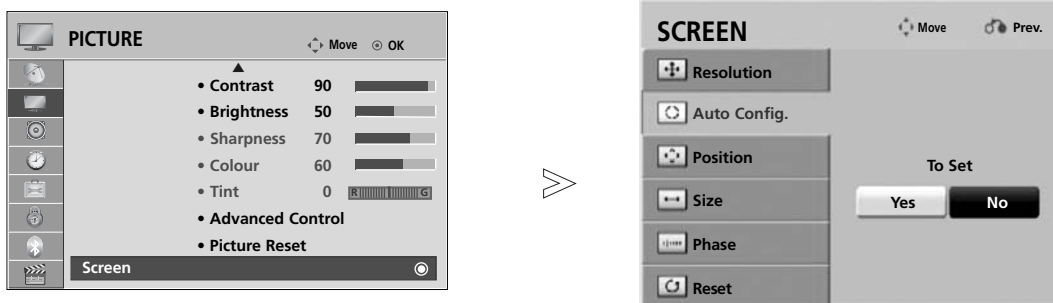 PICTURE
Move OK
• Contrast 90
• Brightness 50
• Sharpness 70
• Colour 60
• Tint 0 R G
• Advanced Control
• Picture Reset
Screen
SCREEN
Move Prev.
Resolution
Auto Config.
Position
Size
Phase
Reset
To Set
Yes No